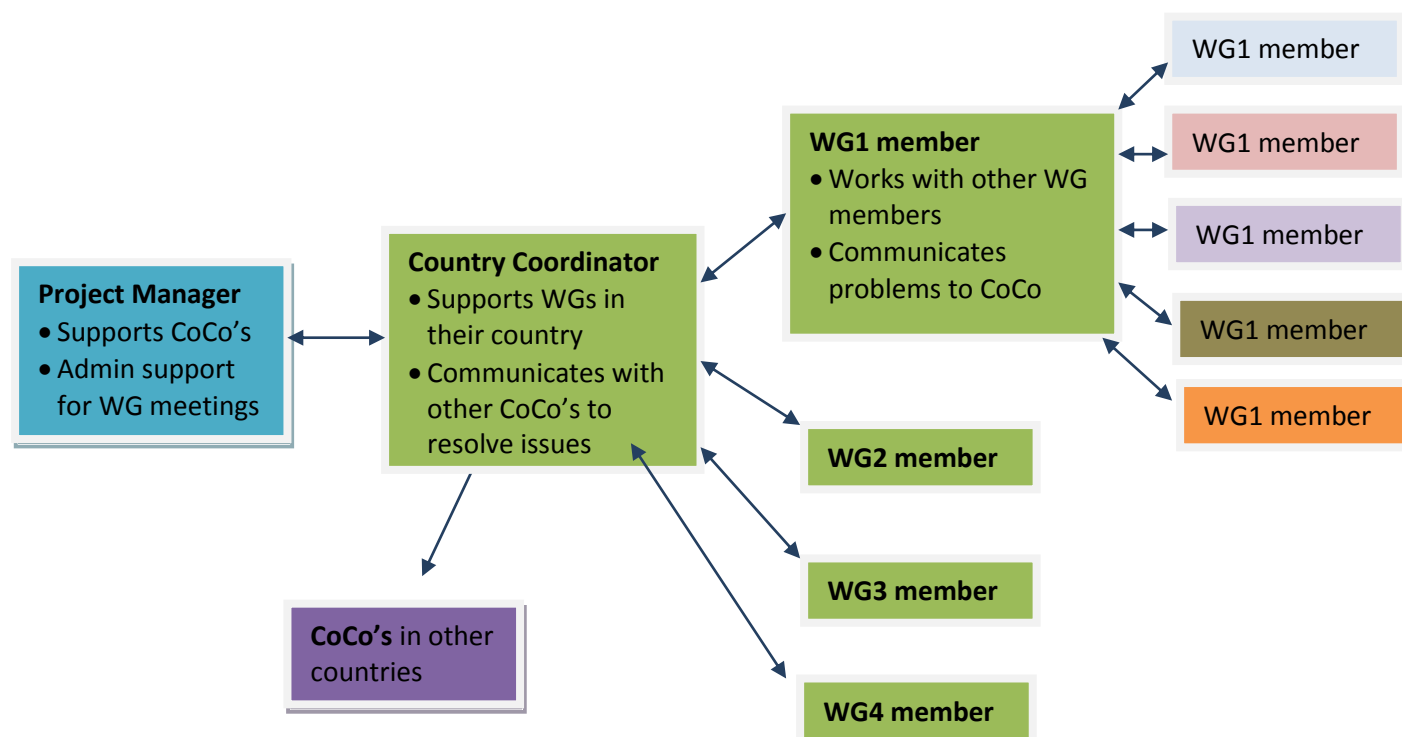 Project Manager
• Supports CoCo’s
• Admin support
for WG meetings
Country Coordinator
• Supports WGs in
their country
• Communicates with
other CoCo’s to
resolve issues
CoCo’s in other
countries
WG1 member
• Works with other WG
members
• Communicates
problems to CoCo
WG2 member
WG3 member
WG4 member
WG1 member
WG1 member
WG1 member
WG1 member
WG1 member